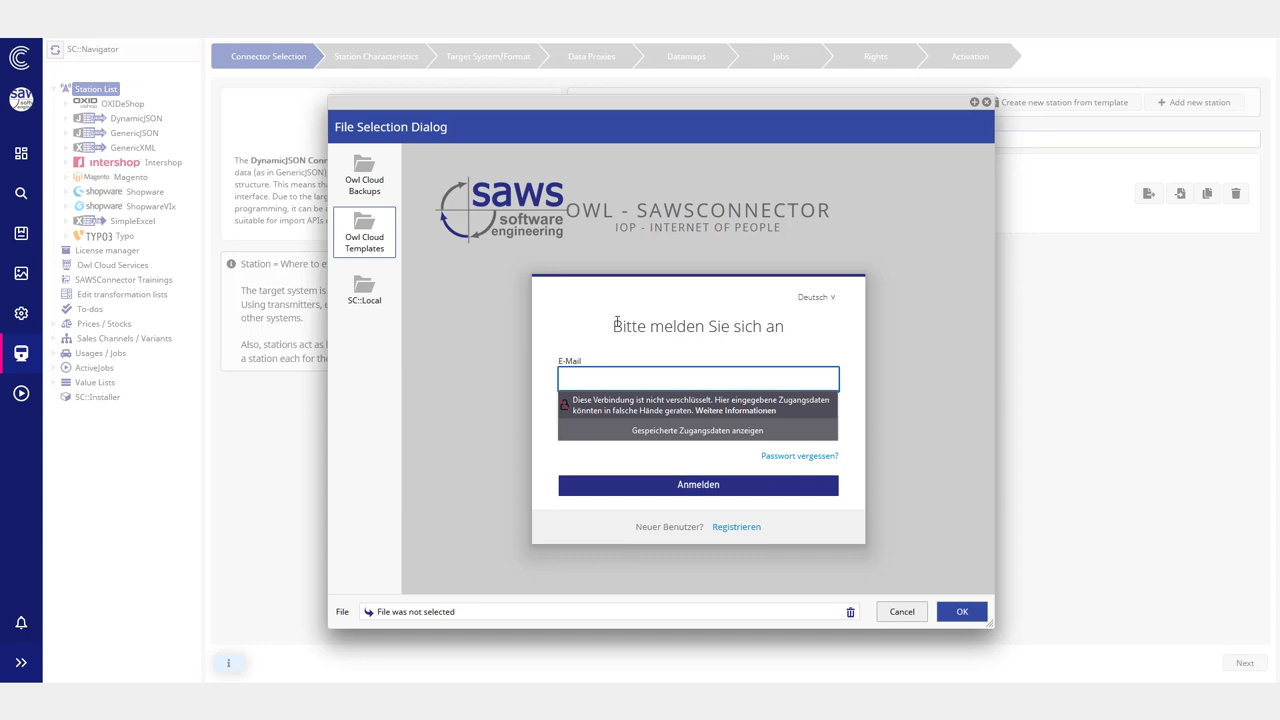 SC::Navigator
Connector Selection
Station Characteristics
Target System/Format
Data Proxies
Datamaps
Jobs
Rights
Activation
Station List
OXID
eshop
OXIDeShop
DynamicJSON
GenericJSON
GenericXML
intershop
Intershop
Magento
Magento
shopware
Shopware
shopware
ShopwareVIx
SimpleExcel
TYPO3
Typo
License manager
Owl Cloud Services
SAWSConnector Trainings
Edit transformation lists
To-dos
Prices / Stocks
Sales Channels / Variants
Usages / Jobs
ActiveJobs
Value Lists
SC::Installer
The DynamicJSON Conn
data (as in GenericJSON)
structure. This means tha
interface. Due to the larg
programming, it can be a
suitable for import APIs o
Station = Where to e
The target system is
Using transmitters, e
other systems.
Also, stations act as l
a station each for the
Create new station from template
Add new station
File Selection Dialog
Owl Cloud
Backups
Owl Cloud
Templates
SC::Local
saws
software
engineering
OWL - SAWSCONNECTOR
IOP - INTERNET OF PEOPLE
Deutsch
Bitte melden Sie sich an
E-Mail
Diese Verbindung ist nicht verschlüsselt. Hier eingegebene Zugangsdaten
könnten in falsche Hände geraten. Weitere Informationen
Gespeicherte Zugangsdaten anzeigen
Passwort vergessen?
Anmelden
Neuer Benutzer? Registrieren
File
File was not selected
Cancel
OK
Next